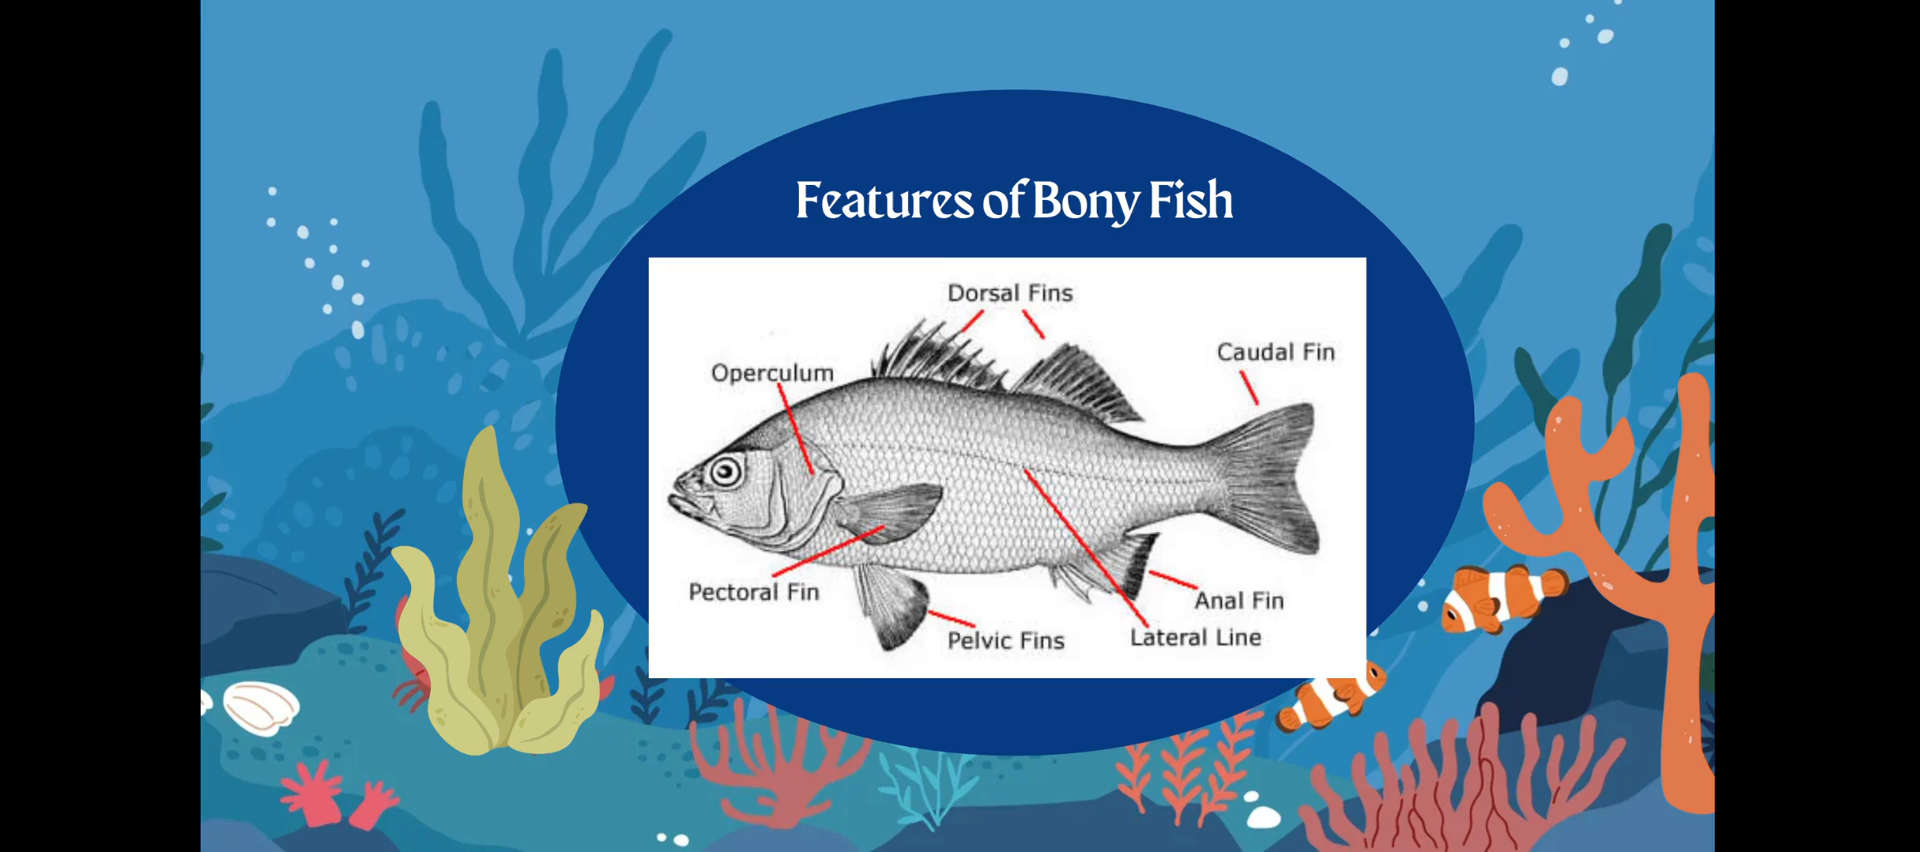 Features of Bony Fish
Dorsal Fins
Caudal Fin
Operculum
Pectoral Fin
Anal Fin
Pelvic Fins
Lateral Line